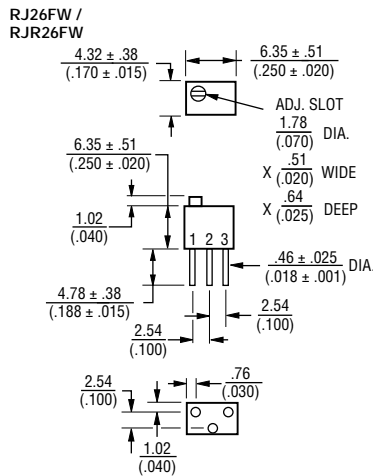 RJ26FW /
RJR26FW
4.32 ± .38
(.170 ± .015)
6.35 ± .51
(.250 ± .020)
ADJ. SLOT
1.78
(.070) DIA.
X .51
(.020) WIDE
X .64
(.025) DEEP
6.35 ± .51
(.250 ± .020)
1.02
(.040)
1 2 3
.46 ± .025
(.018 ± .001) DIA.
4.78 ± .38
(.188 ± .015)
2.54
(.100)
2.54
(.100)
2.54
(.100)
.76
(.030)
1.02
(.040)